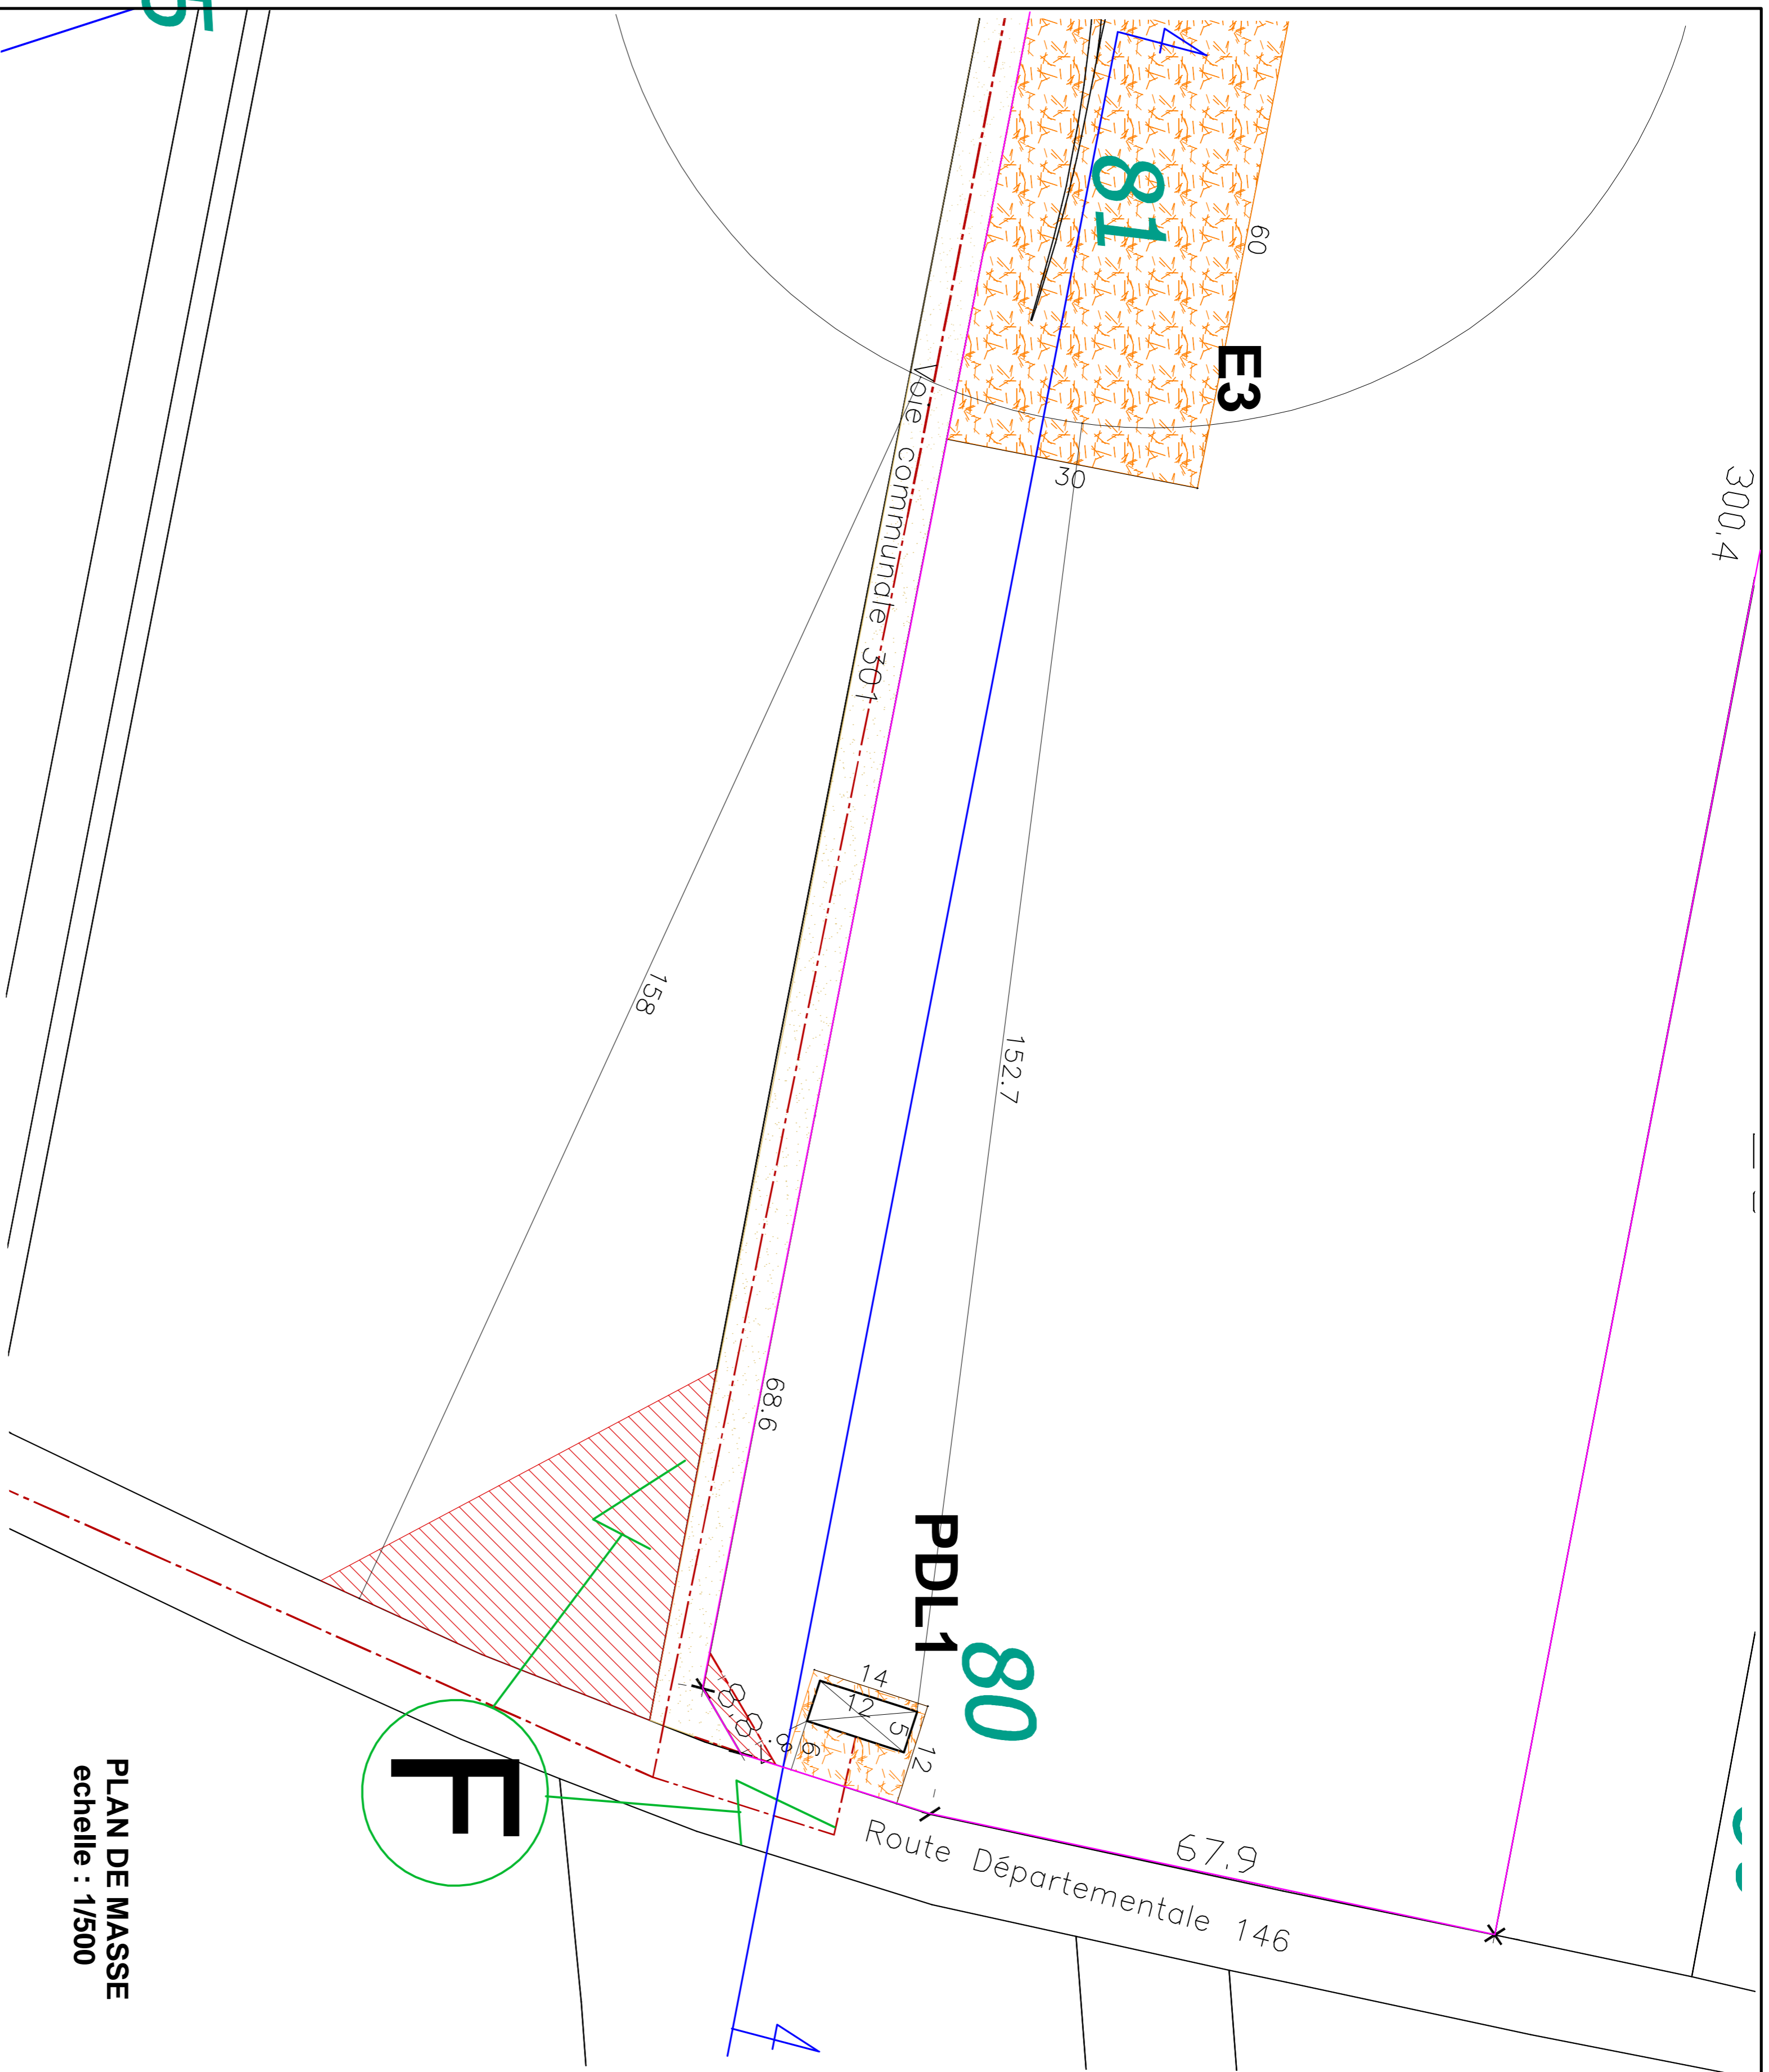 81
60
E3
30
300,4
Voie communale 301
158
152.7
68.6
PDL1
80
14
12
5
12
6
67,9
Route Départementale 146
F
PLAN DE MASSE
echelle : 1/500